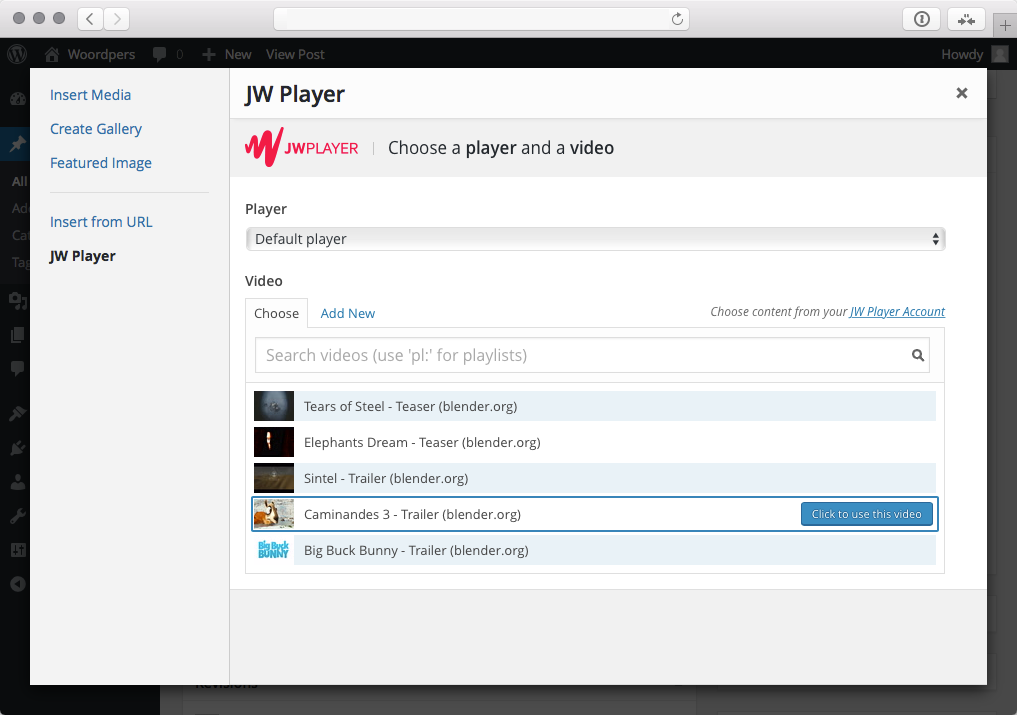 Woordpers 0 New View Post Howdy
All
Insert Media
Create Gallery
Featured Image
Insert from URL
JW Player
JW Player
JWPLAYER Choose a player and a video
Player
Default player
Video
Choose Add New Choose content from your JW Player Account
Search videos (use 'pl:' for playlists)
Tears of Steel - Teaser (blender.org)
Elephants Dream - Teaser (blender.org)
Sintel - Trailer (blender.org)
Caminandes 3 - Trailer (blender.org) Click to use this video
Big Buck BUNNY Big Buck Bunny - Trailer (blender.org)
Revisions